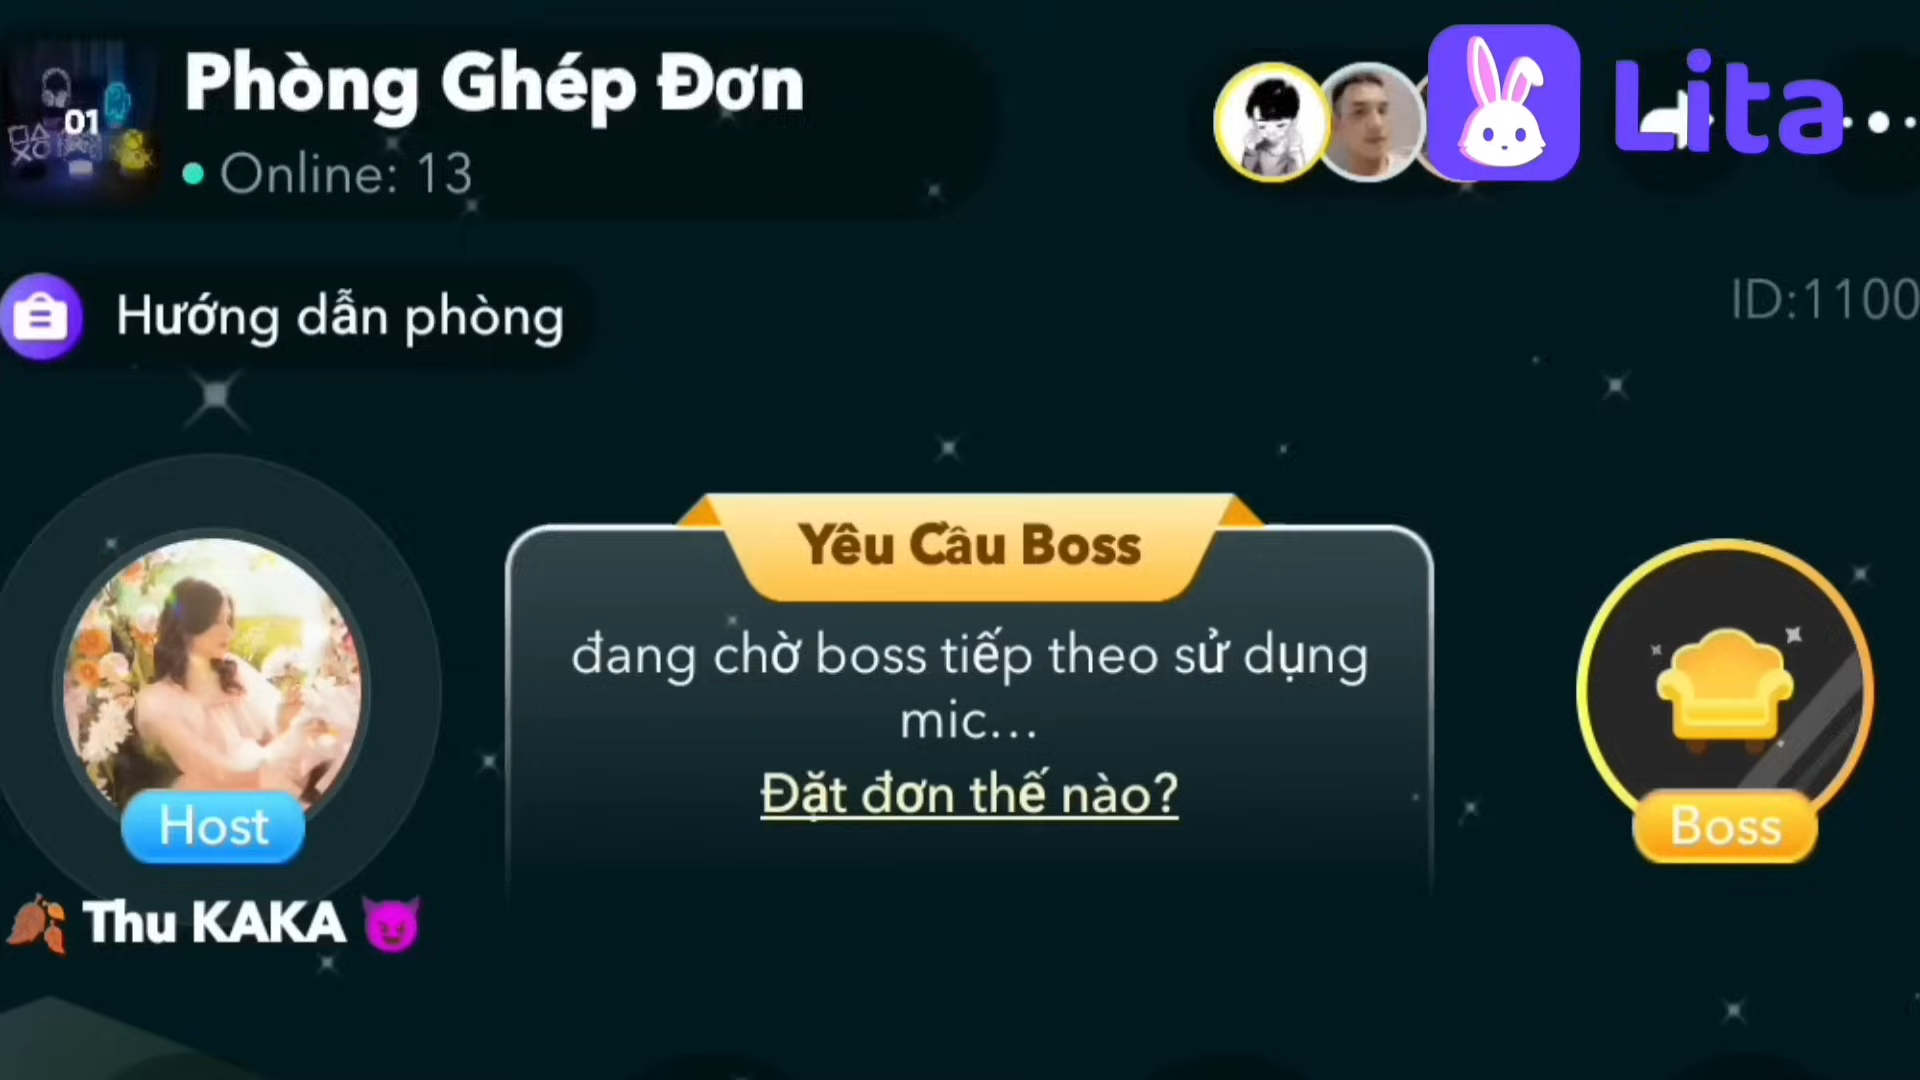 Phòng Ghép Đơn
01
Online: 13
Lita
Hướng dẫn phòng
ID:1100
Yêu Cầu Boss
đang chờ boss tiếp theo sử dụng
mic...
Đặt đơn thế nào?
Host
Boss
Thu KAKA